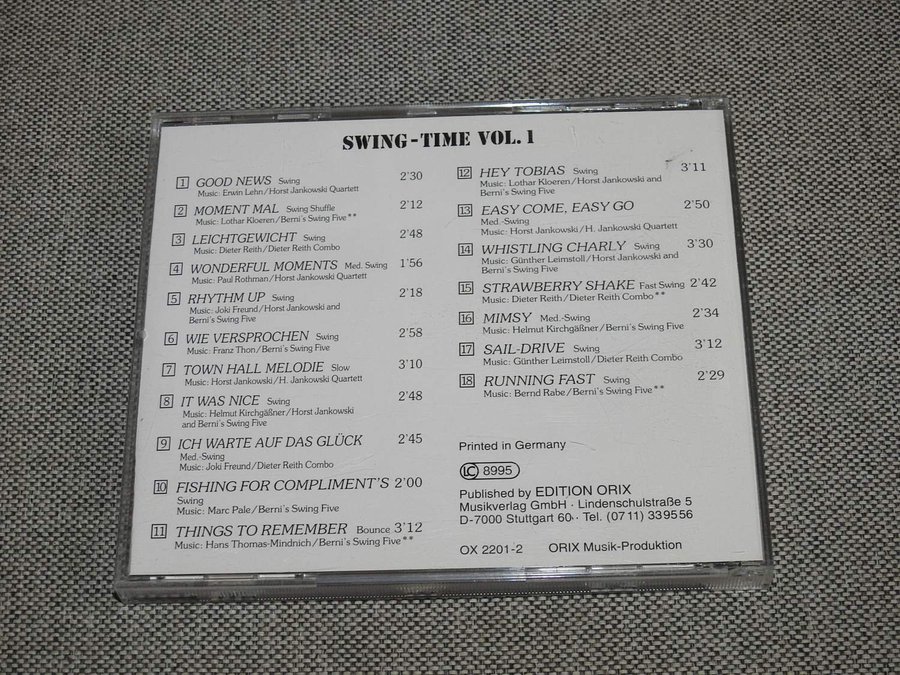 SWING-TIME VOL. 1
1 GOOD NEWS Swing 2'30
Music: Erwin Lehn/Horst Jankowski Quartett
2 MOMENT MAL Swing Shuffle 2'12
Music: Lothar Kloeren/Berni's Swing Five**
3 LEICHTGEWICHT Swing 2'48
Music: Dieter Reith/Dieter Reith Combo
4 WONDERFUL MOMENTS Med. Swing 1'56
Music: Paul Rothman/Horst Jankowski Quartett
5 RHYTHM UP Swing 2'18
Music: Joki Freund/Horst Jankowski and
Berni's Swing Five
6 WIE VERSPROCHEN Swing 2'58
Music: Franz Thon/Berni's Swing Five
7 TOWN HALL MELODIE Slow 3'10
Music: Horst Jankowski/H. Jankowski Quartett
8 IT WAS NICE Swing 2'48
Music: Helmut Kirchgäßner/Horst Jankowski
and Berni's Swing Five
9 ICH WARTE AUF DAS GLÜCK 2'45
Med.-Swing
Music: Joki Freund/Dieter Reith Combo
10 FISHING FOR COMPLIMENT'S 2'00
Swing
Music: Marc Pale/Berni's Swing Five
11 THINGS TO REMEMBER Bounce 3'12
Music: Hans Thomas-Mindnich/Berni's Swing Five**
12 HEY TOBIAS Swing 3'11
Music: Lothar Kloeren/Horst Jankowski and
Berni's Swing Five
13 EASY COME, EASY GO 2'50
Med.-Swing
Music: Horst Jankowski/H. Jankowski Quartett
14 WHISTLING CHARLY Swing 3'30
Music: Günther Leimstoll/Horst Jankowski and
Berni's Swing Five
15 STRAWBERRY SHAKE Fast Swing 2'42
Music: Dieter Reith/Dieter Reith Combo**
16 MIMSY Med.-Swing 2'34
Music: Helmut Kirchgäßner/Berni's Swing Five
17 SAIL-DRIVE Swing 3'12
Music: Günther Leimstoll/Dieter Reith Combo
18 RUNNING FAST Swing 2'29
Music: Bernd Rabe/Berni's Swing Five**
Printed in Germany
LC 8995
Published by EDITION ORIX
Musikverlag GmbH · Lindenschulstraße 5
D-7000 Stuttgart 60 · Tel. (07 11) 33 95 56
OX 2201-2 ORIX Musik-Produktion